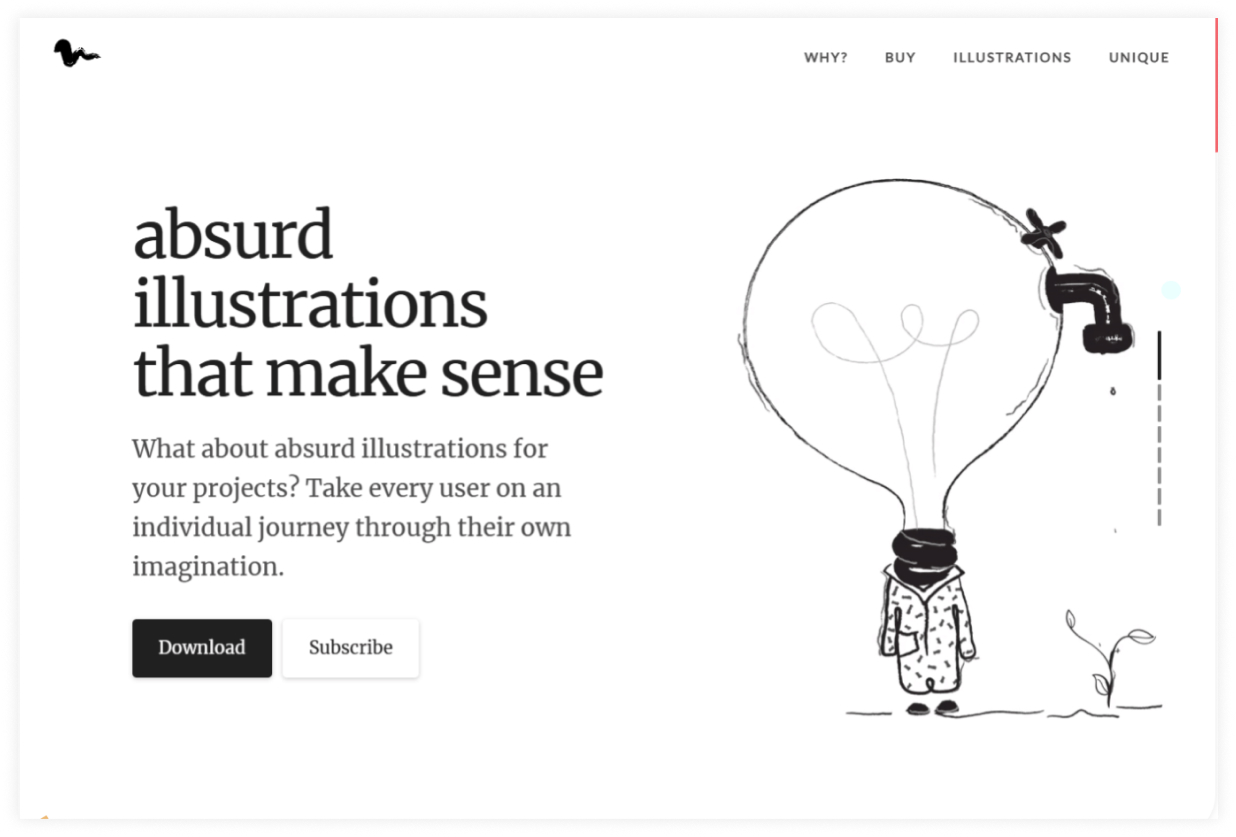 WHY? BUY ILLUSTRATIONS UNIQUE
absurd
illustrations
that make sense
What about absurd illustrations for
your projects? Take every user on an
individual journey through their own
imagination.
Download Subscribe